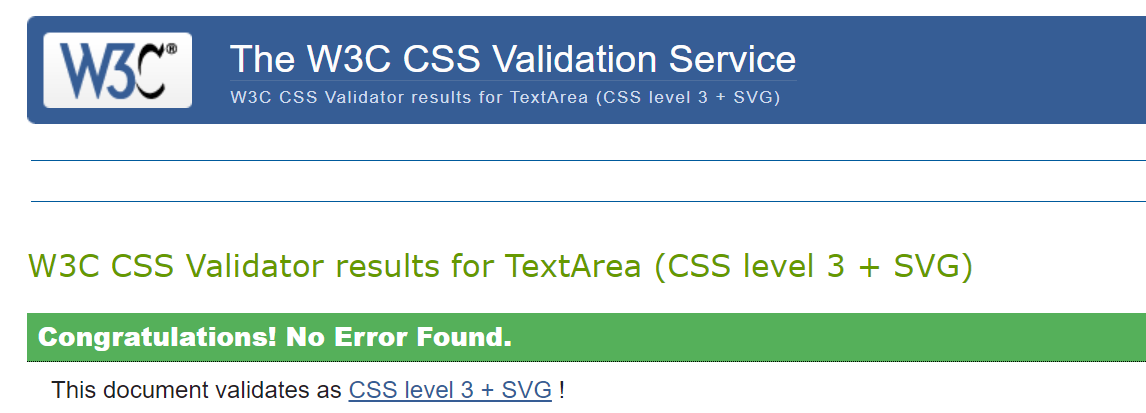 W3C®
The W3C CSS Validation Service
W3C CSS Validator results for TextArea (CSS level 3 + SVG)
W3C CSS Validator results for TextArea (CSS level 3 + SVG)
Congratulations! No Error Found.
This document validates as CSS level 3 + SVG !